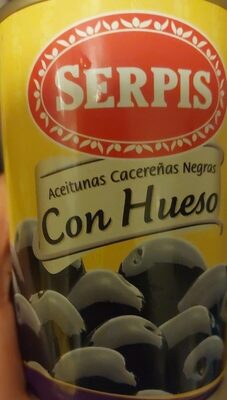 SERPIS
Aceitunas Cacereñas Negras
Con Hueso